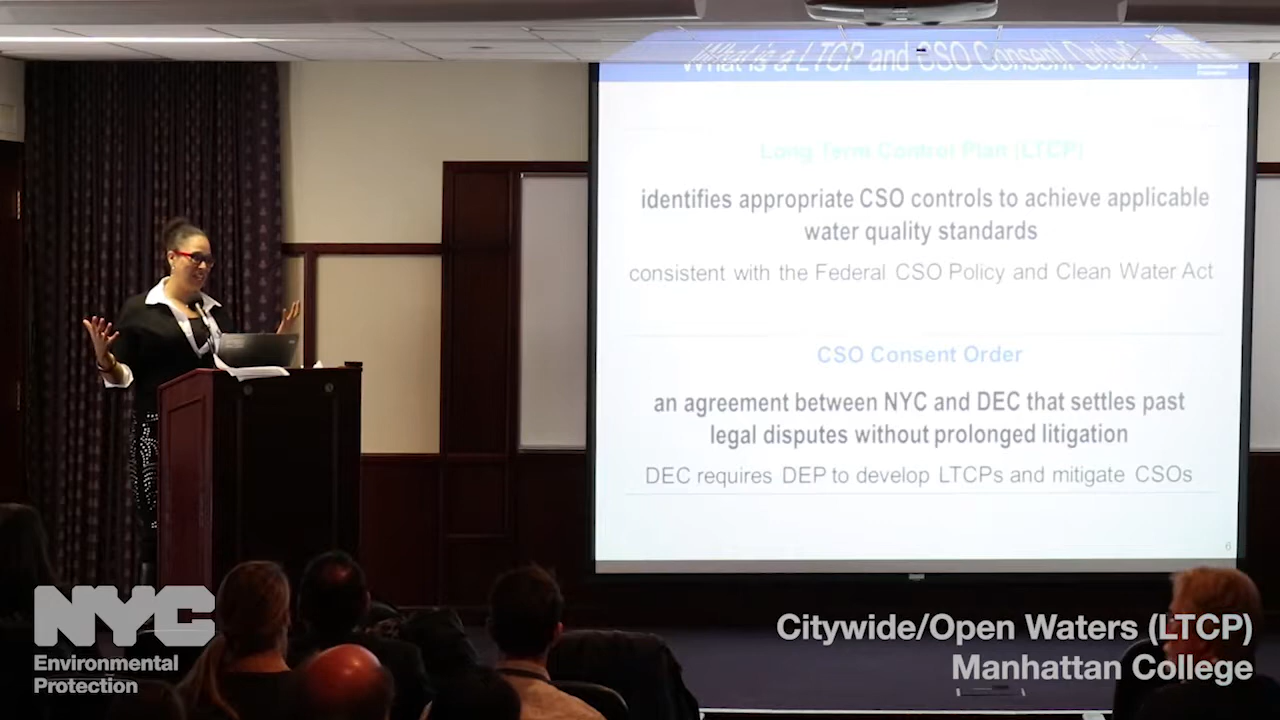 What is a LTCP and CSO Consent Order?
Long Term Control Plan (LTCP)
identifies appropriate CSO controls to achieve applicable
water quality standards
consistent with the Federal CSO Policy and Clean Water Act
CSO Consent Order
an agreement between NYC and DEC that settles past
legal disputes without prolonged litigation
DEC requires DEP to develop LTCPs and mitigate CSOs
6
NYC
Environmental
Protection
Citywide/Open Waters (LTCP)
Manhattan College